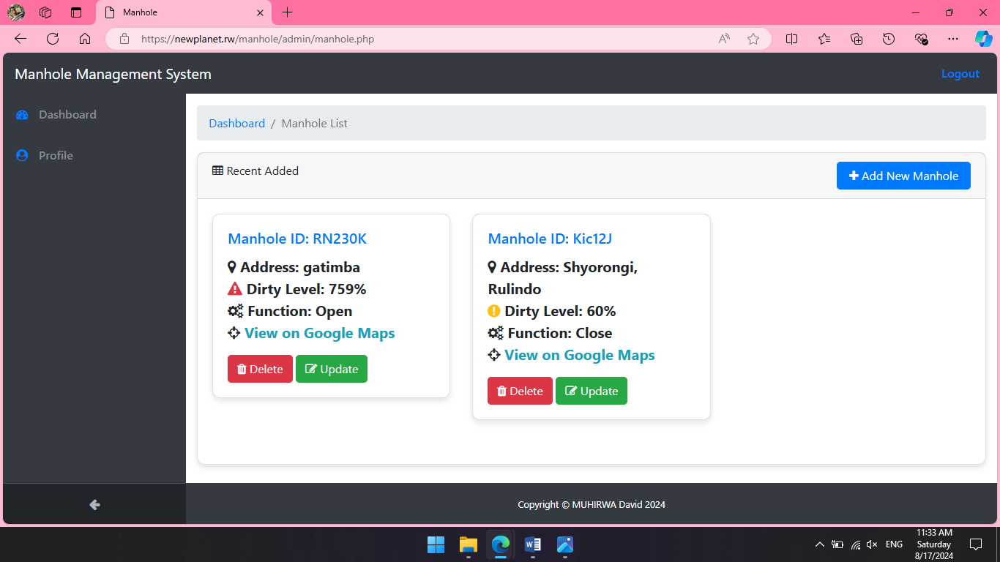 Manhole
https://newplanet.rw/manhole/admin/manhole.php
Manhole Management System
Logout
Dashboard
Profile
Dashboard / Manhole List
Recent Added
Add New Manhole
Manhole ID: RN230K
Address: gatimba
Dirty Level: 759%
Function: Open
View on Google Maps
Delete Update
Manhole ID: Kic12J
Address: Shyorongi,
Rulindo
Dirty Level: 60%
Function: Close
View on Google Maps
Delete Update
Copyright © MUHIRWA David 2024
ENG
11:33 AM
Saturday
8/17/2024